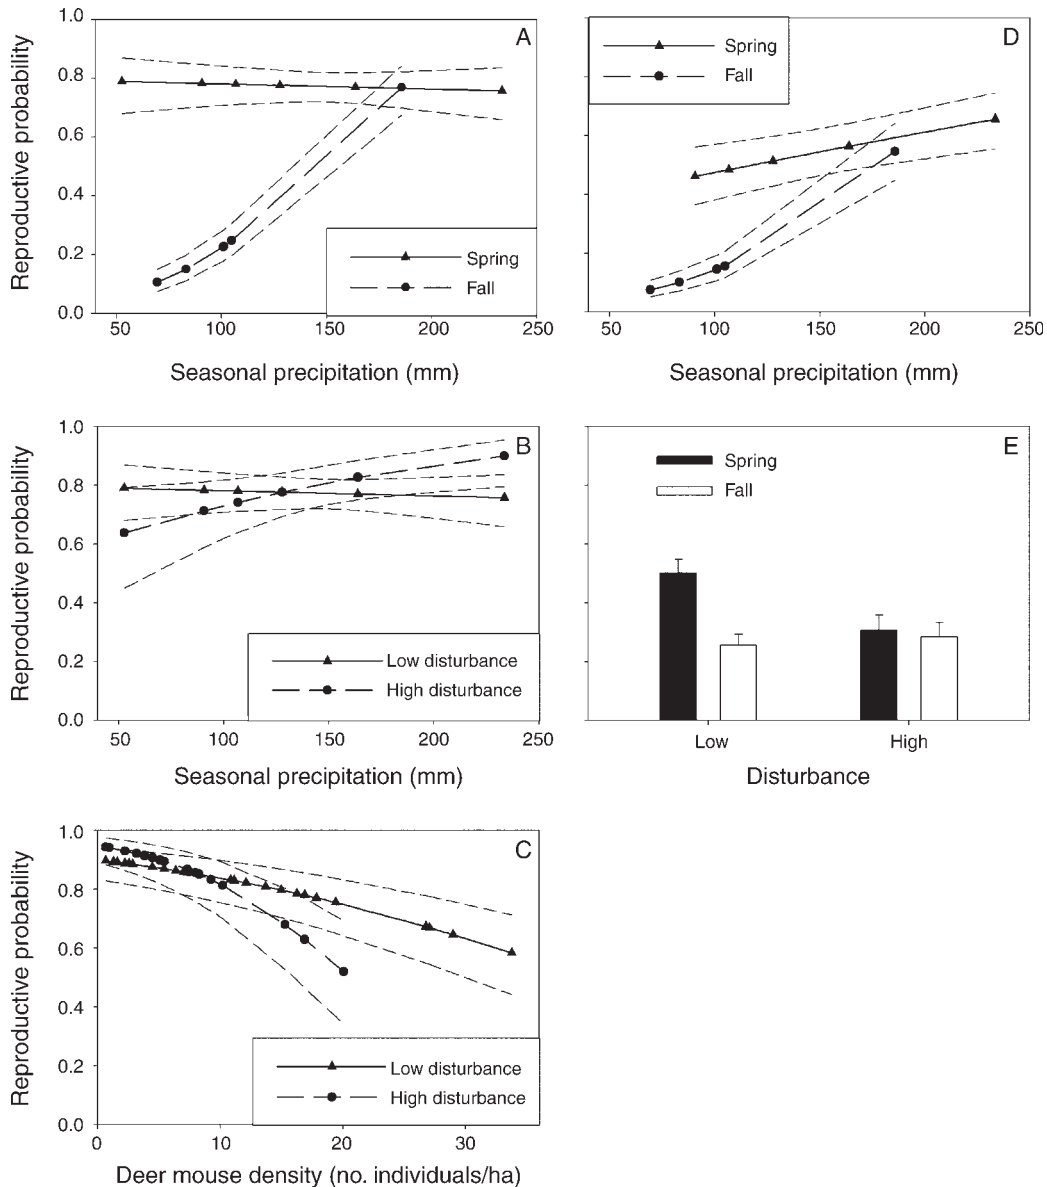 A
Reproductive probability
1.0
0.8
0.6
0.4
0.2
0.0
Spring
Fall
50 100 150 200 250
Seasonal precipitation (mm)
D
Spring
Fall
50 100 150 200 250
Seasonal precipitation (mm)
B
Reproductive probability
1.0
0.8
0.6
0.4
0.2
0.0
Low disturbance
High disturbance
50 100 150 200 250
Seasonal precipitation (mm)
E
Spring
Fall
Low High
Disturbance
C
Reproductive probability
1.0
0.8
0.6
0.4
0.2
0.0
Low disturbance
High disturbance
0 10 20 30
Deer mouse density (no. individuals/ha)